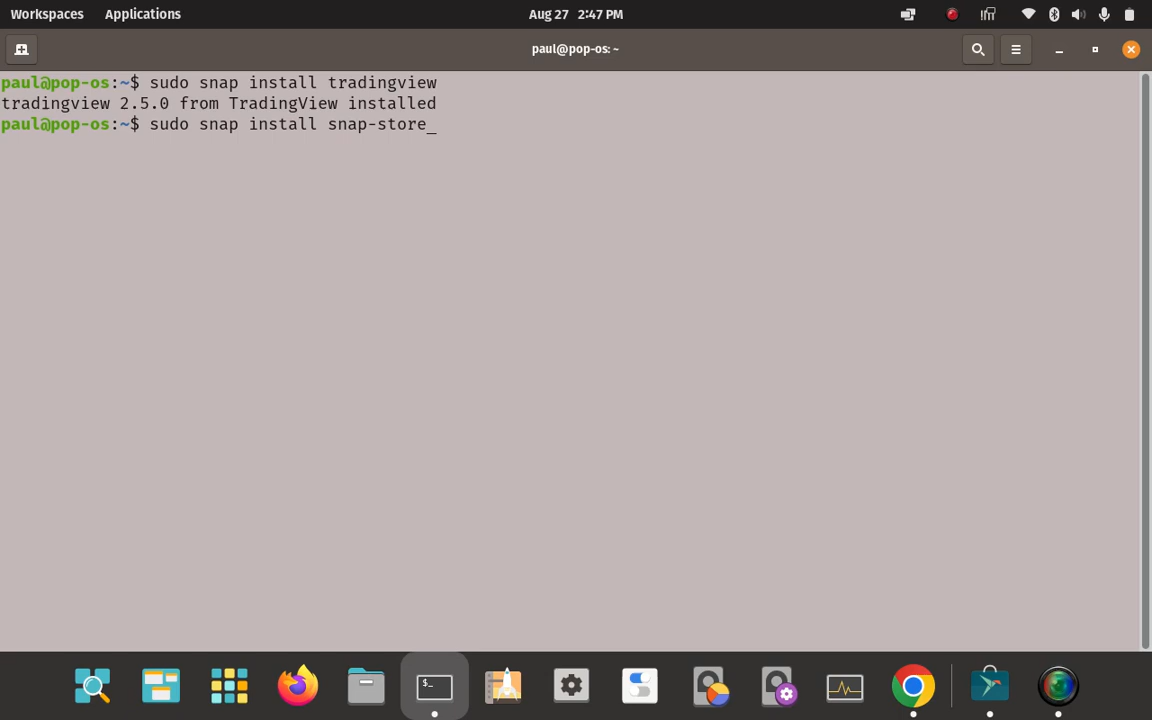 Workspaces Applications Aug 27 2:47 PM
paul@pop-os: ~
paul@pop-os:~$ sudo snap install tradingview
tradingview 2.5.0 from TradingView installed
paul@pop-os:~$ sudo snap install snap-store_
$_